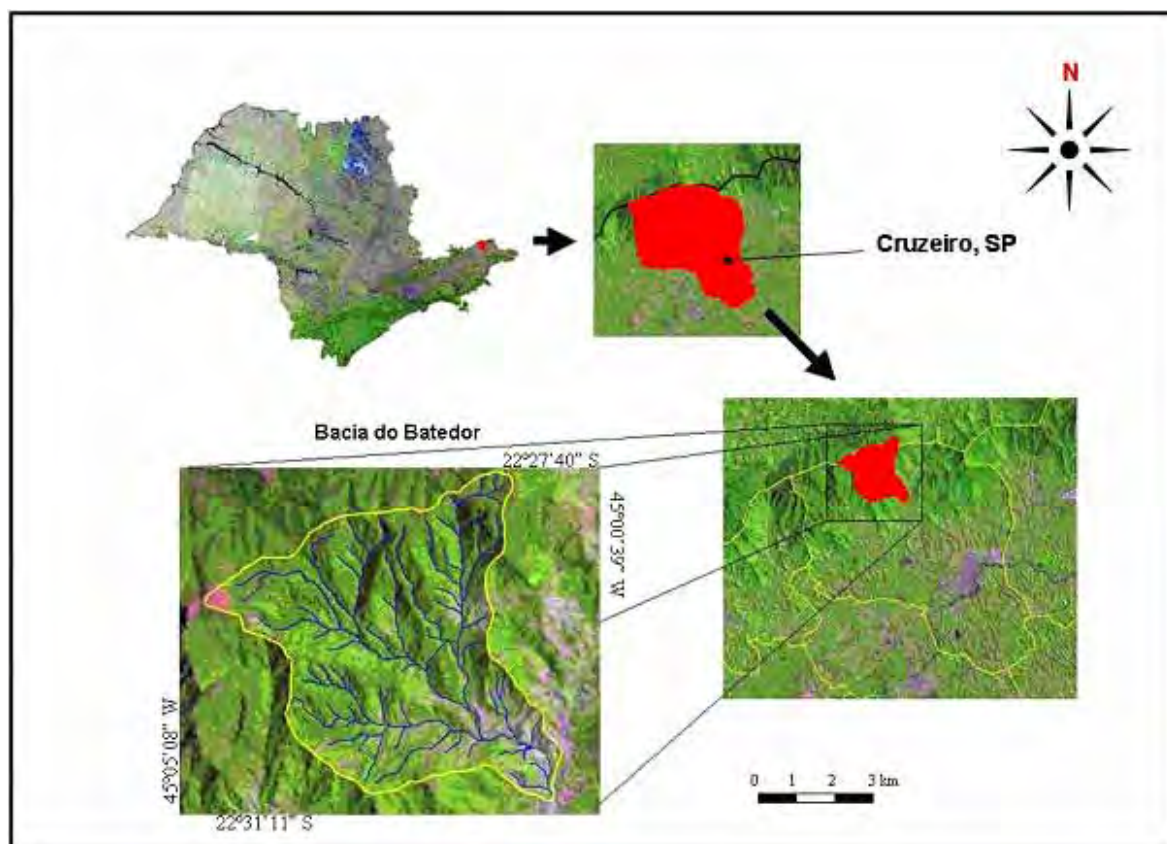 N
Cruzeiro, SP
Bacia do Batedor
22°27'40" S
45°00'39" W
45°05'08" W
22°31'11" S
0 1 2 3 km